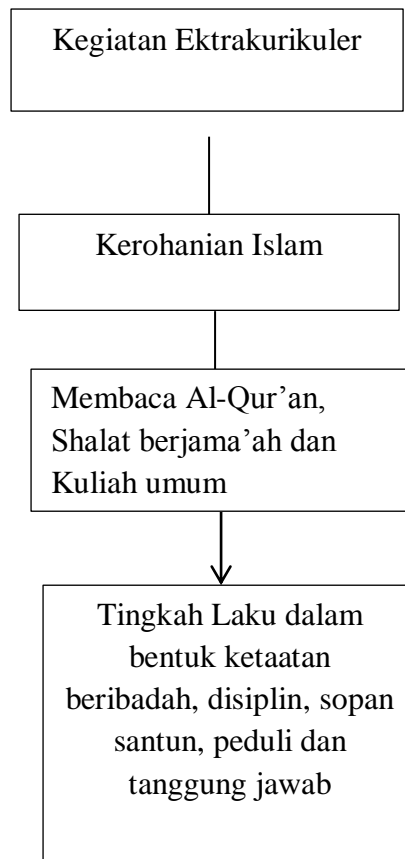 Kegiatan Ektrakurikuler
Kerohanian Islam
Membaca Al-Qur’an,
Shalat berjama’ah dan
Kuliah umum
Tingkah Laku dalam
bentuk ketaatan
beribadah, disiplin, sopan
santun, peduli dan
tanggung jawab